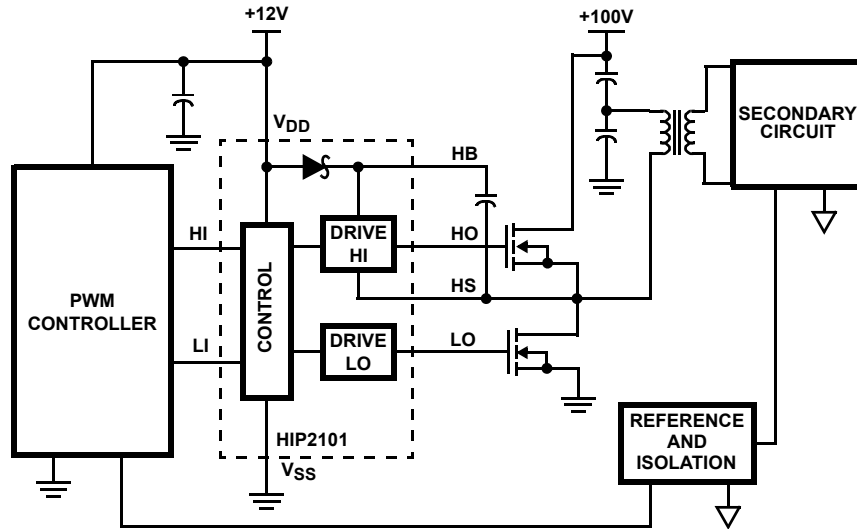 +12V
+100V
SECONDARY
CIRCUIT
VDD
HB
HI
DRIVE
HI
HO
HS
PWM
CONTROLLER
CONTROL
LI
DRIVE
LO
LO
HIP2101
VSS
REFERENCE
AND
ISOLATION